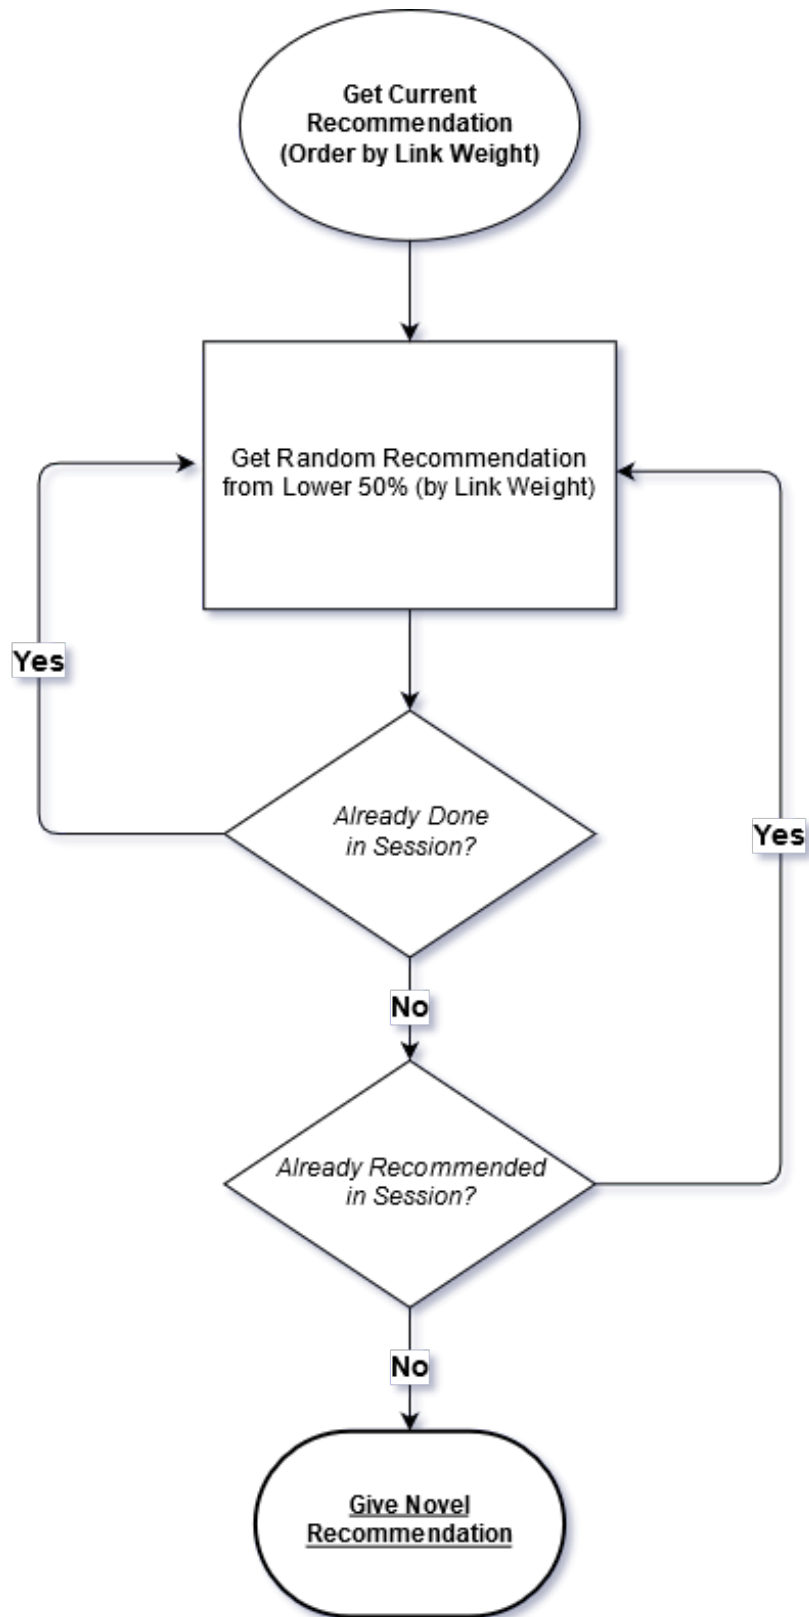 Get Current
Recommendation
(Order by Link Weight)
Get Random Recommendation
from Lower 50% (by Link Weight)
Yes
Already Done
in Session?
Yes
No
Already Recommended
in Session?
No
Give Novel
Recommendation